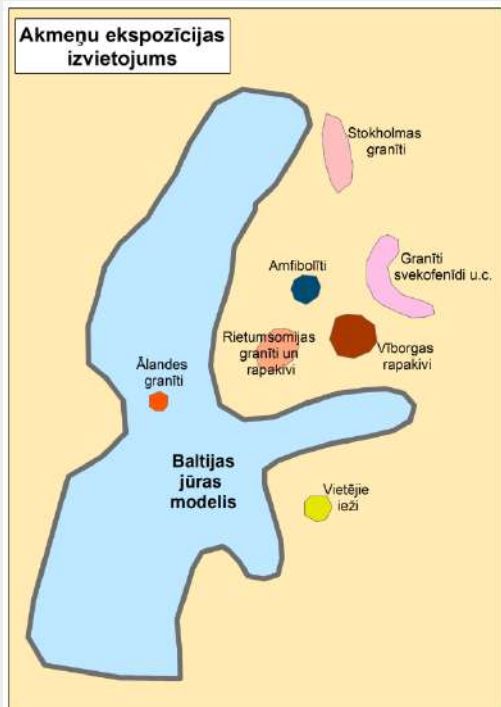 Akmeņu ekspozīcijas
izvietojums
Stokholmas
granīti
Granīti
svekofenīdi u.c.
Amfibolīti
Rietumsomijas
granīti un
rapakivi
Vīborgas
rapakivi
Ālandes
granīti
Baltijas
jūras
modelis
Vietējie
ieži